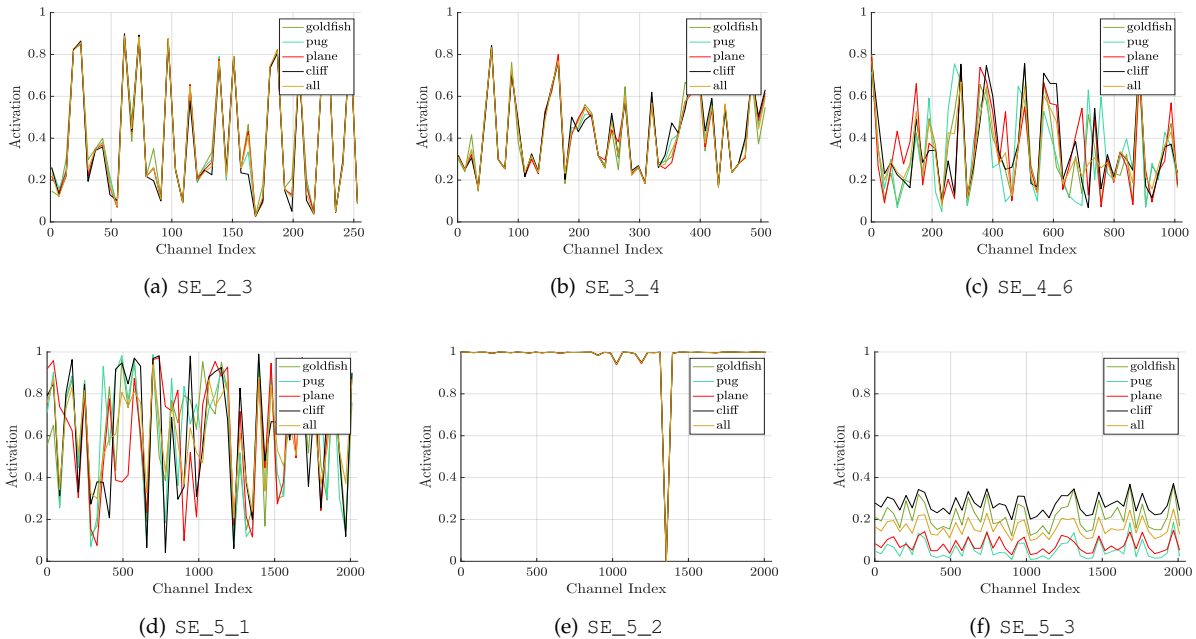 1
0.8
0.6
0.4
0.2
0
Activation
0 50 100 150 200 250
Channel Index
goldfish
pug
plane
cliff
all
(a) SE_2_3
1
0.8
0.6
0.4
0.2
0
Activation
0 100 200 300 400 500
Channel Index
goldfish
pug
plane
cliff
all
(b) SE_3_4
1
0.8
0.6
0.4
0.2
0
Activation
0 200 400 600 800 1000
Channel Index
goldfish
pug
plane
cliff
all
(c) SE_4_6
1
0.8
0.6
0.4
0.2
0
Activation
0 500 1000 1500 2000
Channel Index
goldfish
pug
plane
cliff
all
(d) SE_5_1
1
0.8
0.6
0.4
0.2
0
Activation
0 500 1000 1500 2000
Channel Index
goldfish
pug
plane
cliff
all
(e) SE_5_2
1
0.8
0.6
0.4
0.2
0
Activation
0 500 1000 1500 2000
Channel Index
goldfish
pug
plane
cliff
all
(f) SE_5_3